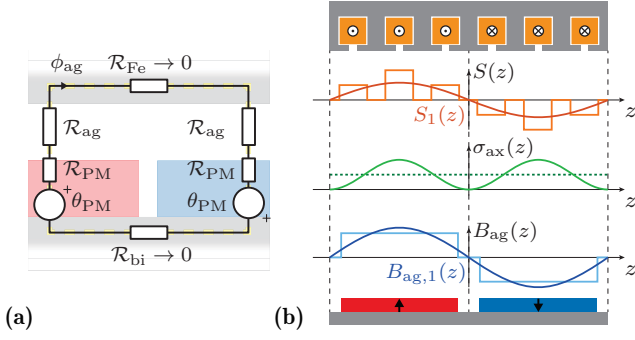 ϕ_ag
R_Fe → 0
R_ag
R_ag
R_PM
R_PM
+
θ_PM
θ_PM
+
R_bi → 0
(a)
S(z)
S_1(z)
z
σ_ax(z)
z
B_ag(z)
B_ag,1(z)
z
(b)